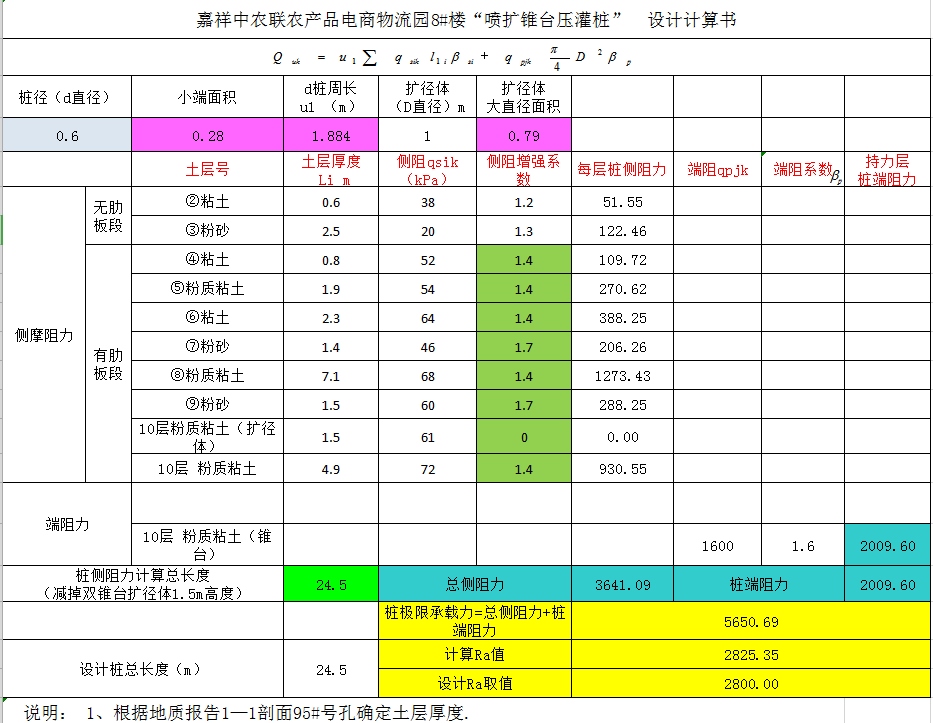 嘉祥中农联农产品电商物流园8#楼“喷扩锥台压灌桩” 设计计算书
Q uk = u 1 ∑ q sik l 1 i β si + q pjk π/4 D 2 β p
桩径（d直径） 小端面积 d桩周长 u1 （m） 扩径体 （D直径）m 扩径体 大直径面积
0.6 0.28 1.884 1 0.79
土层号 土层厚度 Li m 侧阻qsik （kPa） 侧阻增强系数 每层桩侧阻力 端阻qpjk 端阻系数βp 持力层 桩端阻力
侧摩阻力
无肋板段
②粘土 0.6 38 1.2 51.55
③粉砂 2.5 20 1.3 122.46
有肋板段
④粘土 0.8 52 1.4 109.72
⑤粉质粘土 1.9 54 1.4 270.62
⑥粘土 2.3 64 1.4 388.25
⑦粉砂 1.4 46 1.7 206.26
⑧粉质粘土 7.1 68 1.4 1273.43
⑨粉砂 1.5 60 1.7 288.25
10层粉质粘土（扩径体） 1.5 61 0 0.00
10层 粉质粘土 4.9 72 1.4 930.55
端阻力
10层 粉质粘土（锥台） 1600 1.6 2009.60
桩侧阻力计算总长度
（减掉双锥台扩径体1.5m高度） 24.5 总侧阻力 3641.09 桩端阻力 2009.60
桩极限承载力=总侧阻力+桩端阻力 5650.69
设计桩总长度（m） 24.5
计算Ra值 2825.35
设计Ra取值 2800.00
说明： 1、根据地质报告1—1剖面95#号孔确定土层厚度.